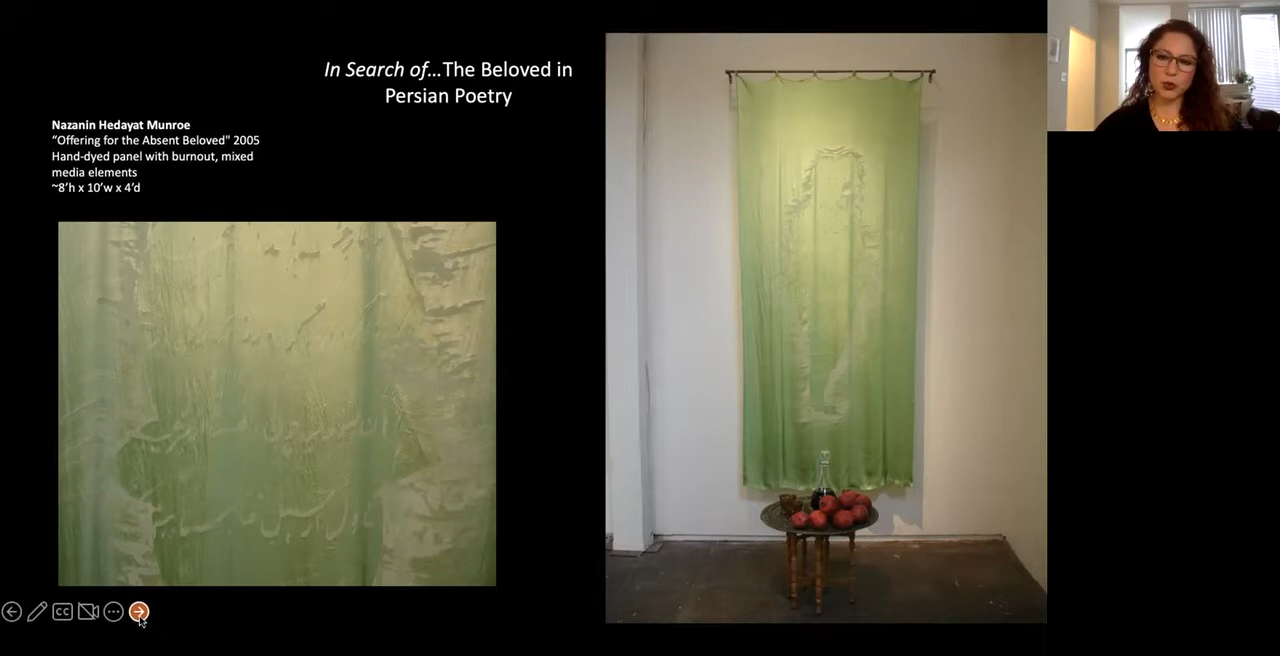 In Search of...The Beloved in
Persian Poetry
Nazanin Hedayat Munroe
“Offering for the Absent Beloved" 2005
Hand-dyed panel with burnout, mixed
media elements
~8’h x 10’w x 4’d
CC